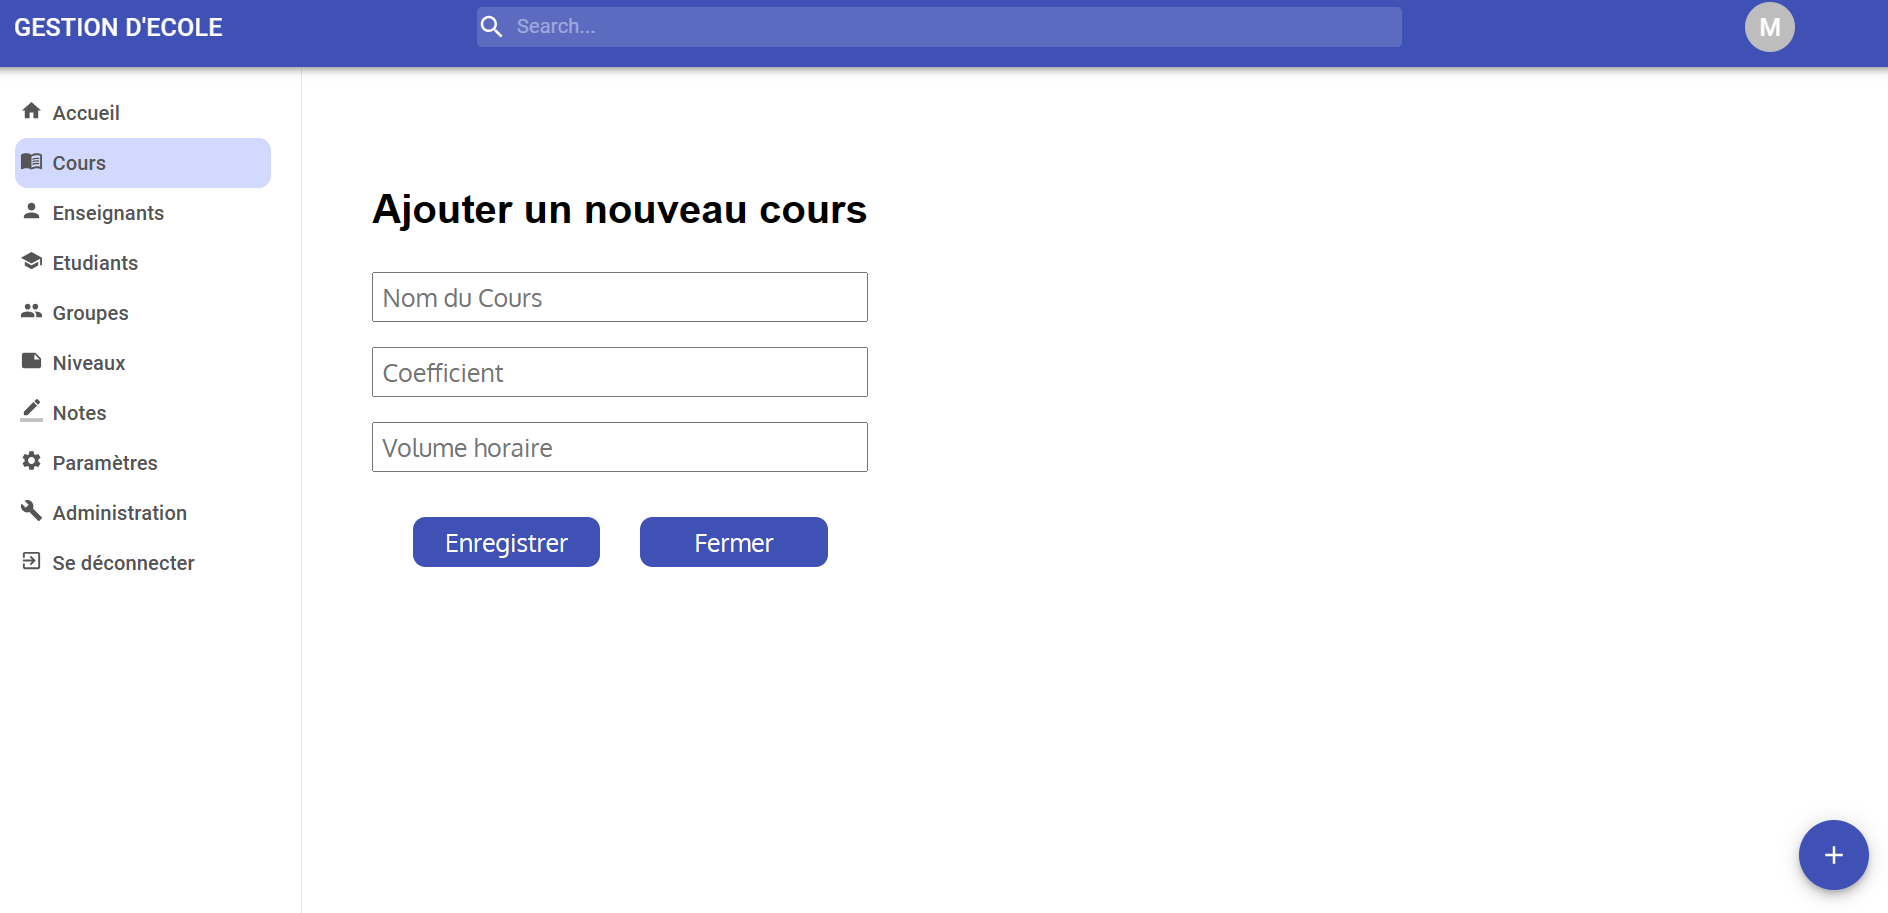 GESTION D'ECOLE
Search...
M
Accueil
Cours
Enseignants
Etudiants
Groupes
Niveaux
Notes
Paramètres
Administration
Se déconnecter
Ajouter un nouveau cours
Nom du Cours
Coefficient
Volume horaire
Enregistrer
Fermer
+